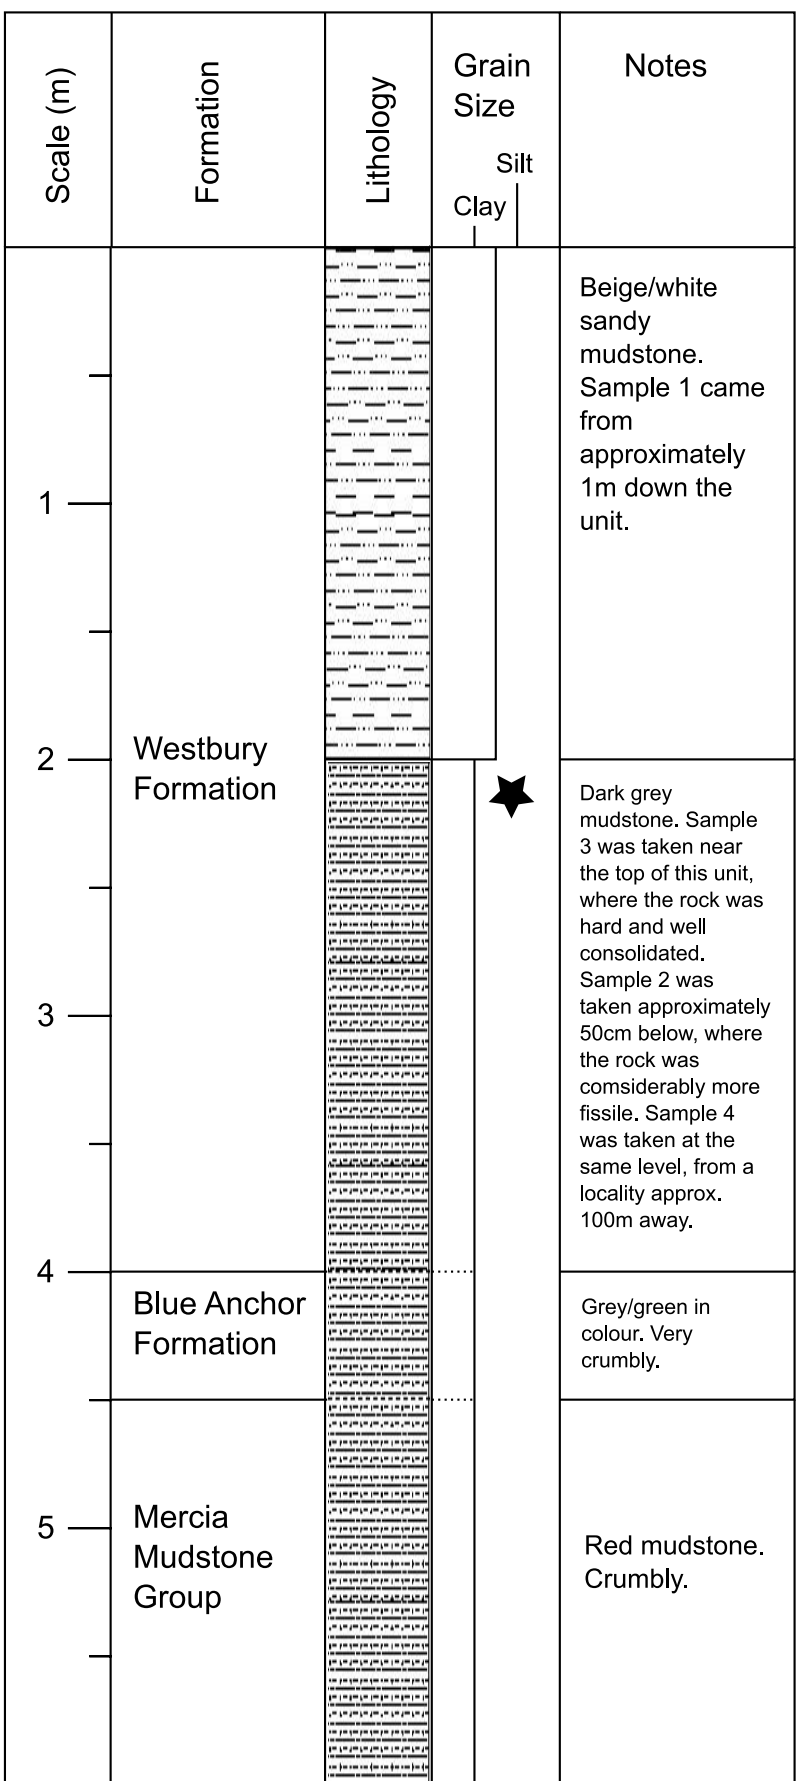 Scale (m)
Formation
Lithology
Grain
Size
Silt
Clay
Notes
Beige/white
sandy
mudstone.
Sample 1 came
from
approximately
1m down the
unit.
1
2
Westbury
Formation
Dark grey
mudstone. Sample
3 was taken near
the top of this unit,
where the rock was
hard and well
consolidated.
Sample 2 was
taken approximately
50cm below, where
the rock was
comsiderably more
fissile. Sample 4
was taken at the
same level, from a
locality approx.
100m away.
3
4
Blue Anchor
Formation
Grey/green in
colour. Very
crumbly.
5
Mercia
Mudstone
Group
Red mudstone.
Crumbly.